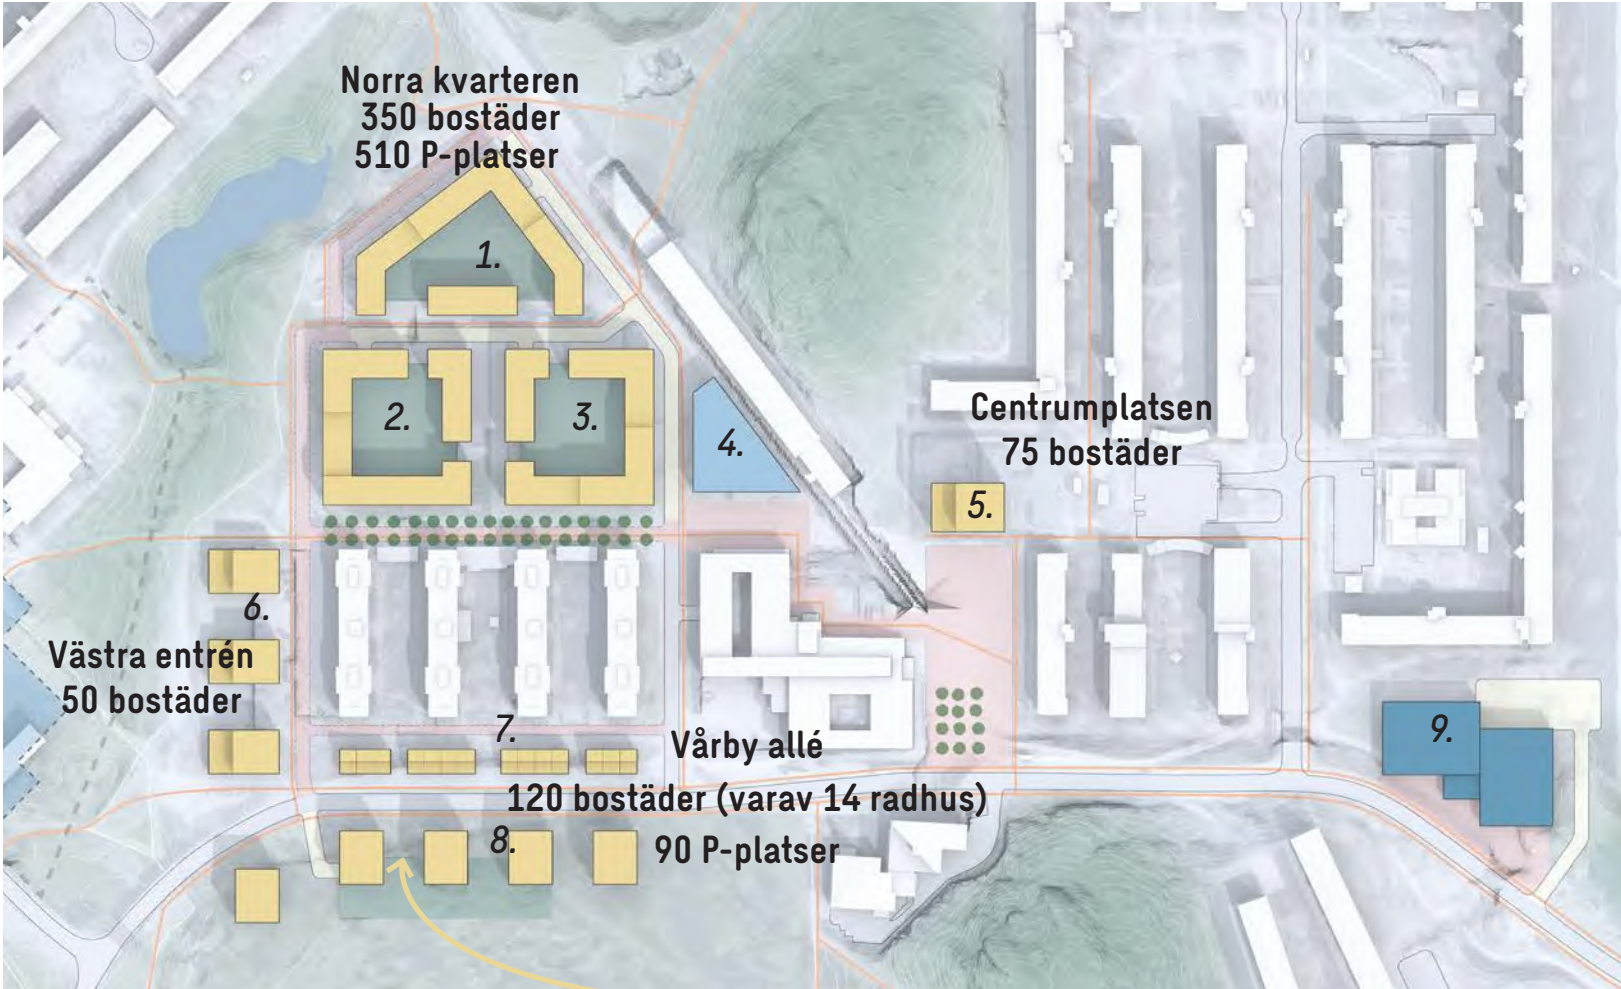 Norra kvarteren
350 bostäder
510 P-platser
1.
2.
3.
4.
Centrumplatsen
75 bostäder
5.
6.
Västra entrén
50 bostäder
7.
Vårby allé
120 bostäder (varav 14 radhus)
8.
90 P-platser
9.